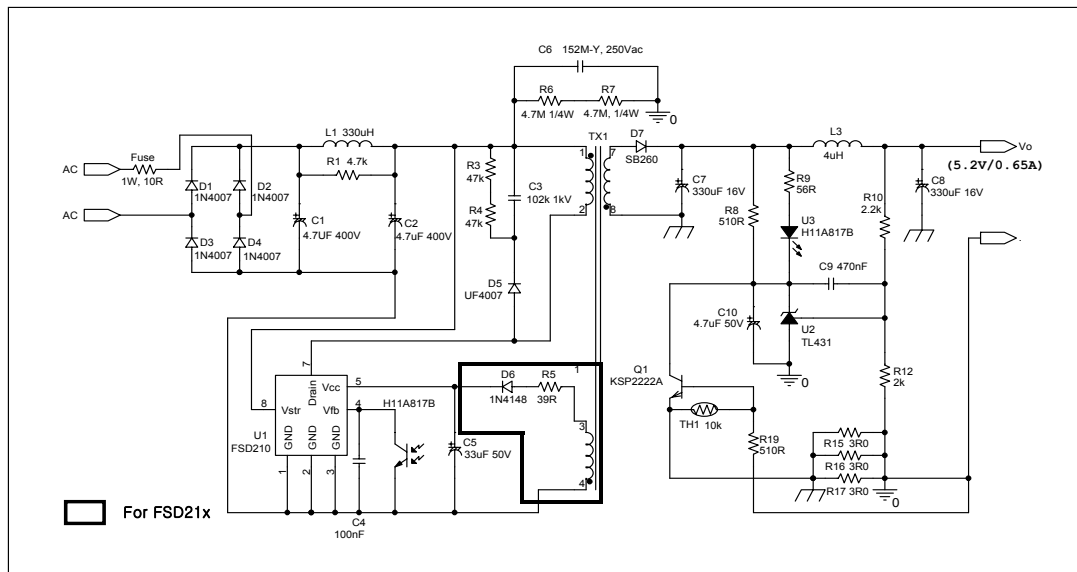 C6 152M-Y, 250Vac
R6 R7
4.7M 1/4W 4.7M, 1/4W
0
TX1
L1 330uH
R1 4.7k
Fuse
1W, 10R
AC
AC
D1
1N4007
D2
1N4007
D3
1N4007
D4
1N4007
C1
4.7UF 400V
C2
4.7uF 400V
R3
47k
R4
47k
C3
102k 1kV
D5
UF4007
1
2
7
8
D7
SB260
C7
330uF 16V
L3
4uH
Vo
(5.2V/0.65A)
R8
510R
R9
56R
U3
H11A817B
R10
2.2k
C8
330uF 16V
.
C9 470nF
C10
4.7uF 50V
U2
TL431
0
R12
2k
Q1
KSP2222A
TH1 10k
R19
510R
R15 3R0
R16 3R0
R17 3R0
0
7
Drain
Vcc
5
8
Vstr
Vfb
4
U1
FSD210
GND
GND
GND
1
2
3
H11A817B
C4
100nF
C5
33uF 50V
D6
1N4148
R5
39R
1
3
4
For FSD21x